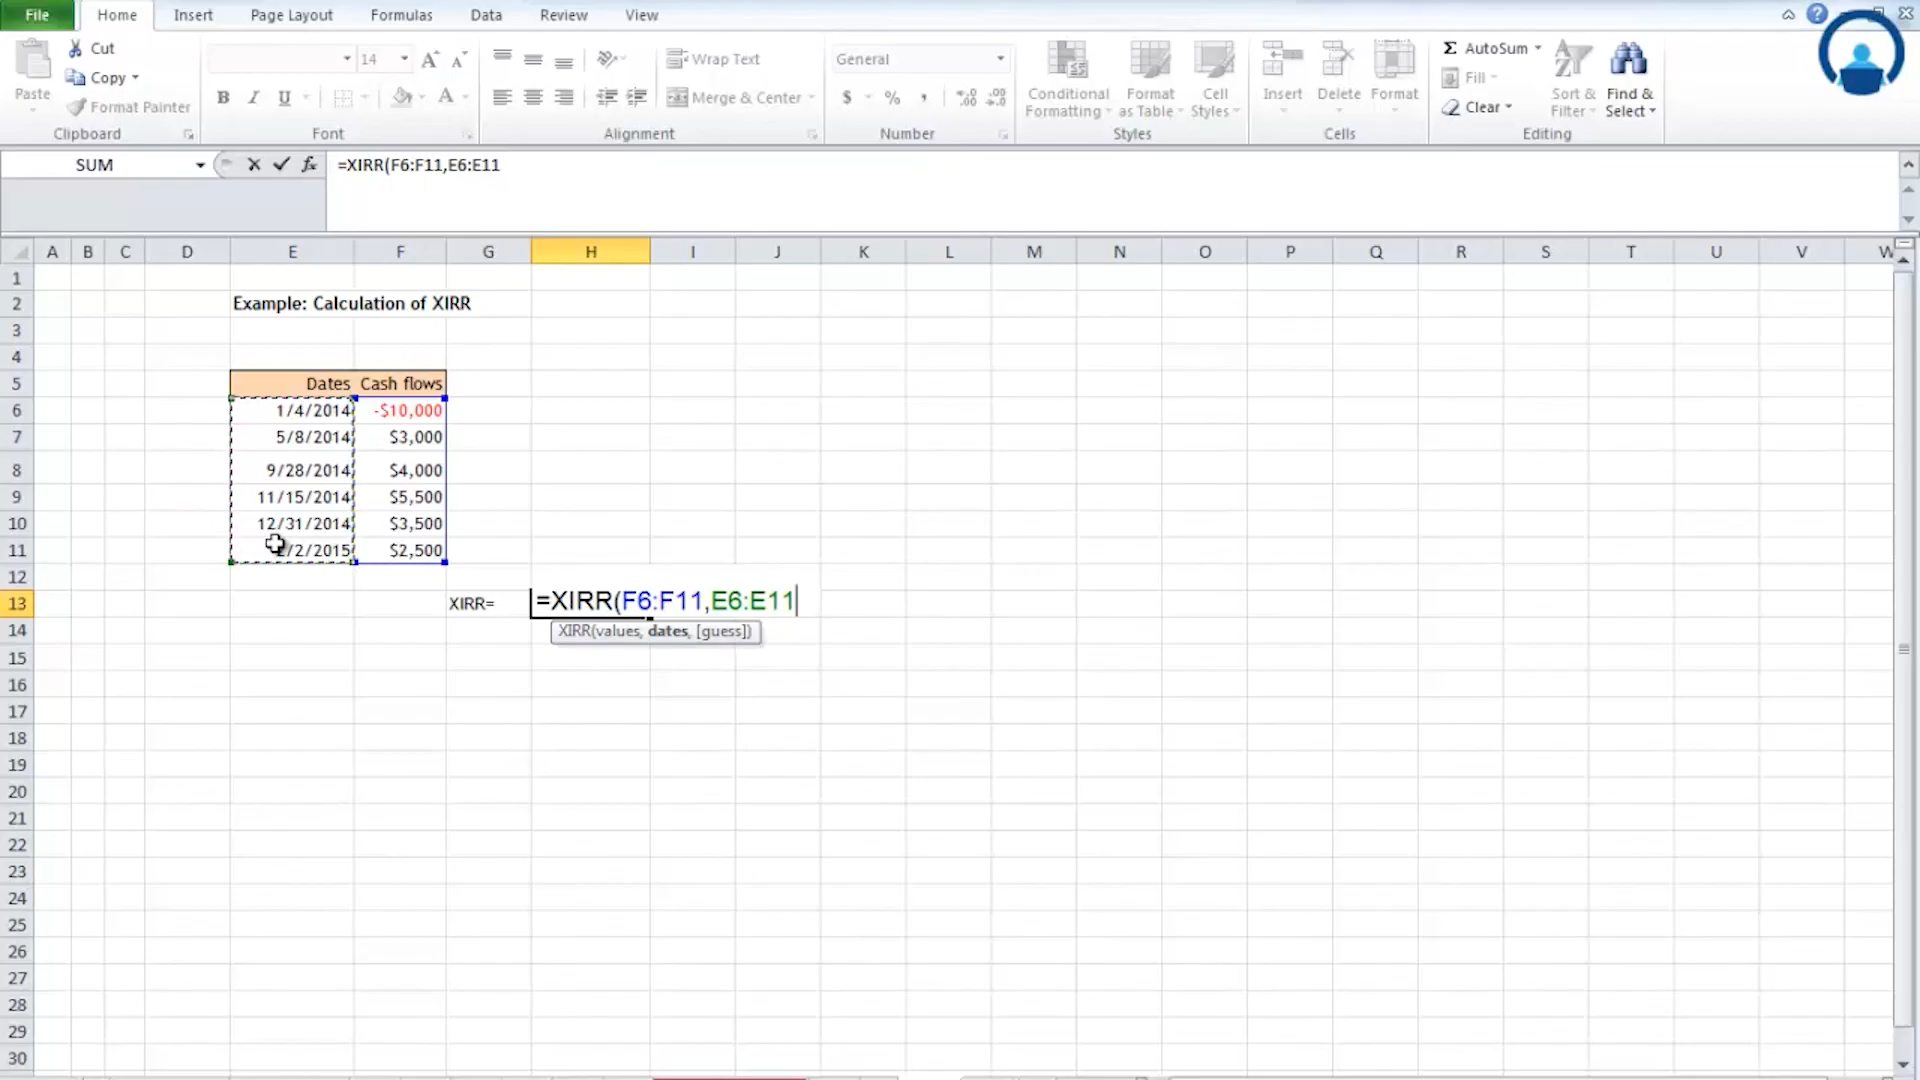 File Home Insert Page Layout Formulas Data Review View
Cut
Copy
Format Painter
Paste
Clipboard
14
B I U
Font
Wrap Text
Merge & Center
Alignment
General
$ % ,
Number
Conditional Formatting
Format as Table
Cell Styles
Styles
Insert Delete Format
Cells
Σ AutoSum
Fill
Clear
Sort & Filter
Find & Select
Editing
SUM
fx
=XIRR(F6:F11,E6:E11
A B C D E F G H I J K L M N O P Q R S T U V W
1
2 Example: Calculation of XIRR
3
4
5 Dates Cash flows
6 1/4/2014 -$10,000
7 5/8/2014 $3,000
8 9/28/2014 $4,000
9 11/15/2014 $5,500
10 12/31/2014 $3,500
11 /2/2015 $2,500
12
13 XIRR= =XIRR(F6:F11,E6:E11
XIRR(values, dates, [guess])
14
15
16
17
18
19
20
21
22
23
24
25
26
27
28
29
30